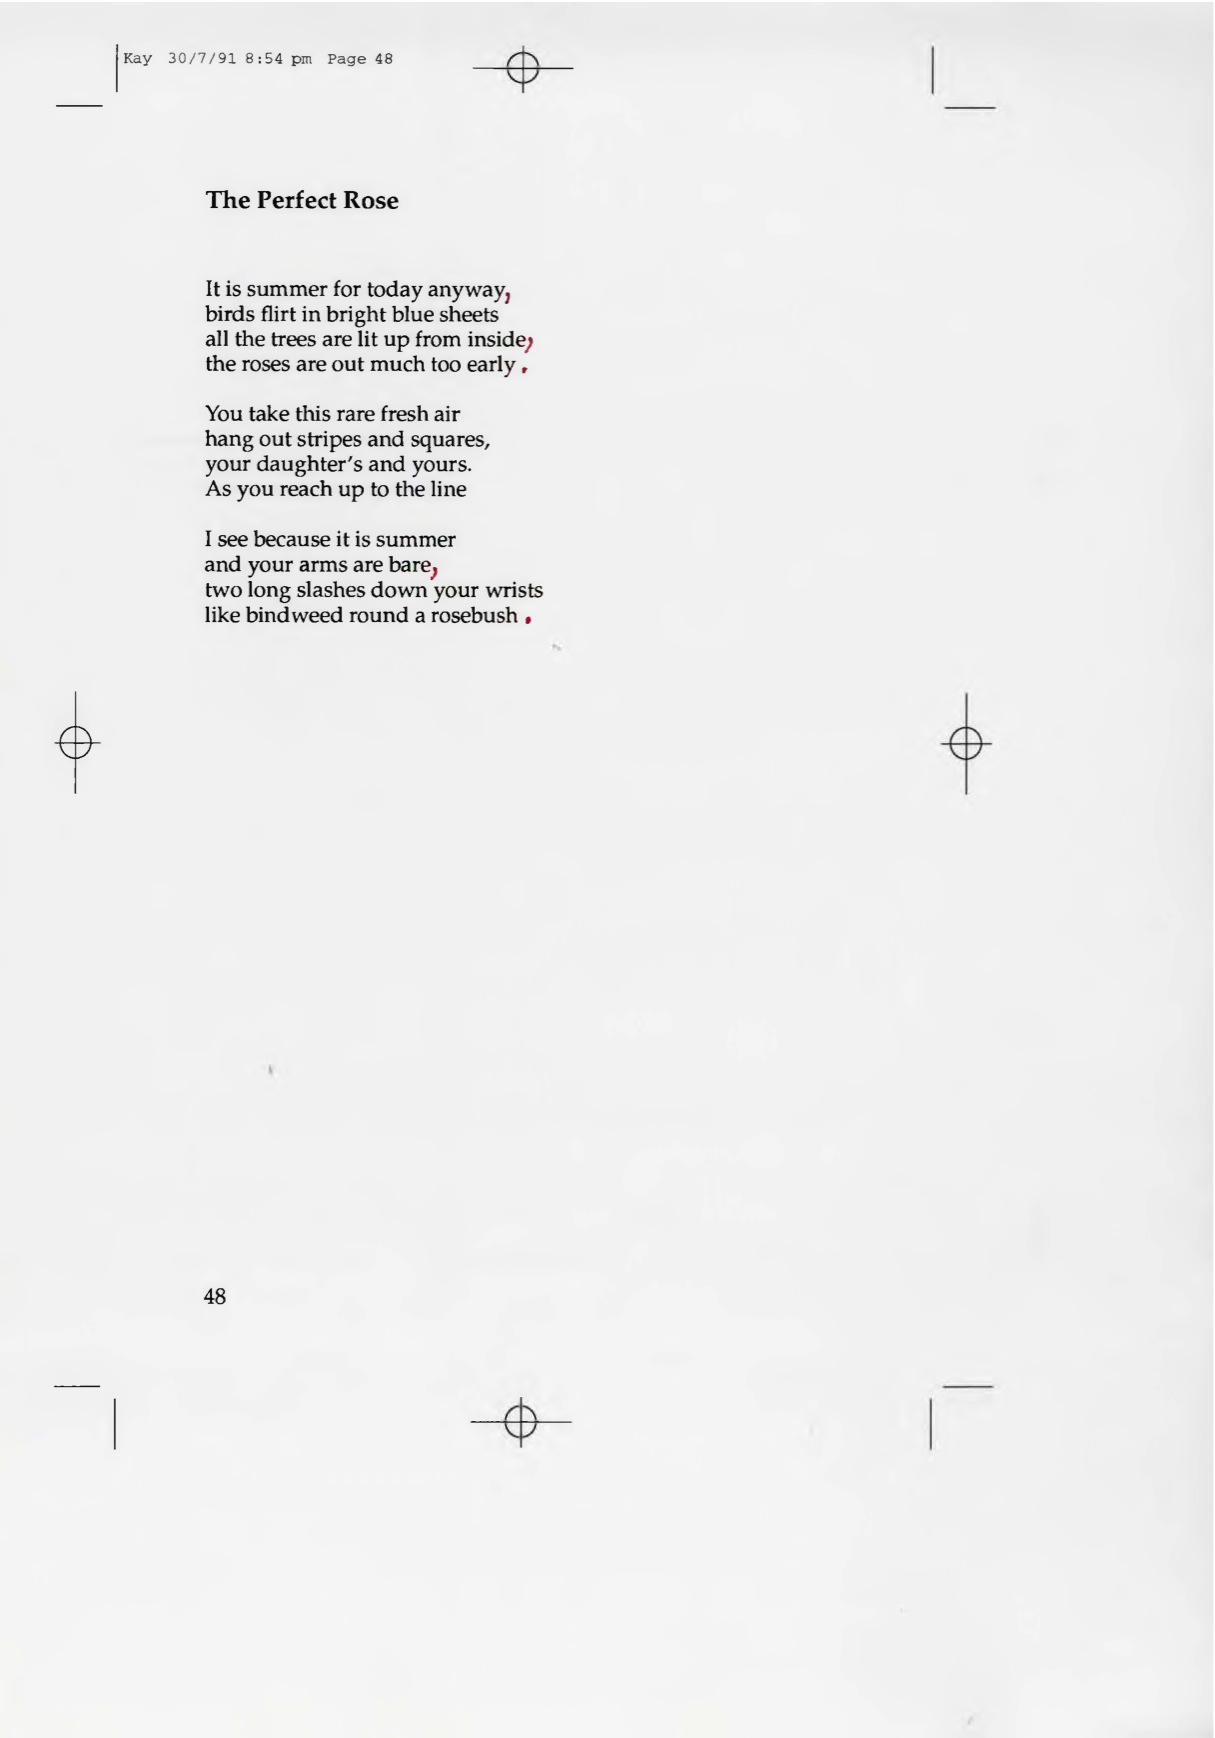 Kay 30/7/91 8:54 pm Page 48
The Perfect Rose
It is summer for today anyway,
birds flirt in bright blue sheets
all the trees are lit up from inside,
the roses are out much too early .
You take this rare fresh air
hang out stripes and squares,
your daughter's and yours.
As you reach up to the line
I see because it is summer
and your arms are bare,
two long slashes down your wrists
like bindweed round a rosebush .
48